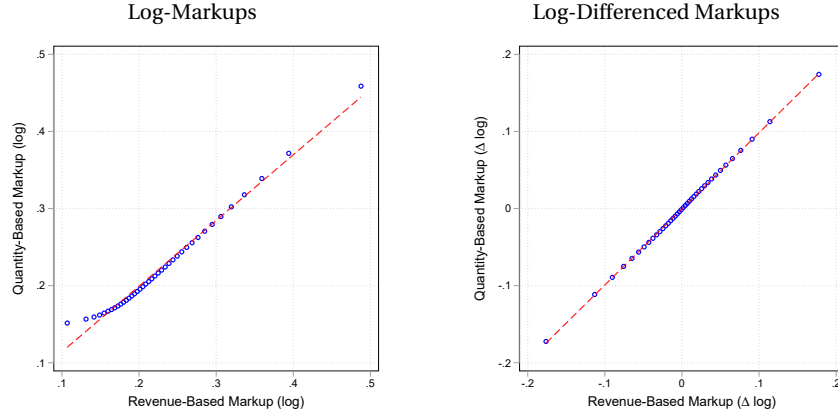 Log-Markups
Quantity-Based Markup (log)
.5
.4
.3
.2
.1
.1 .2 .3 .4 .5
Revenue-Based Markup (log)
Log-Differenced Markups
Quantity-Based Markup (Δ log)
.2
.1
0
-.1
-.2
-.2 -.1 0 .1 .2
Revenue-Based Markup (Δ log)